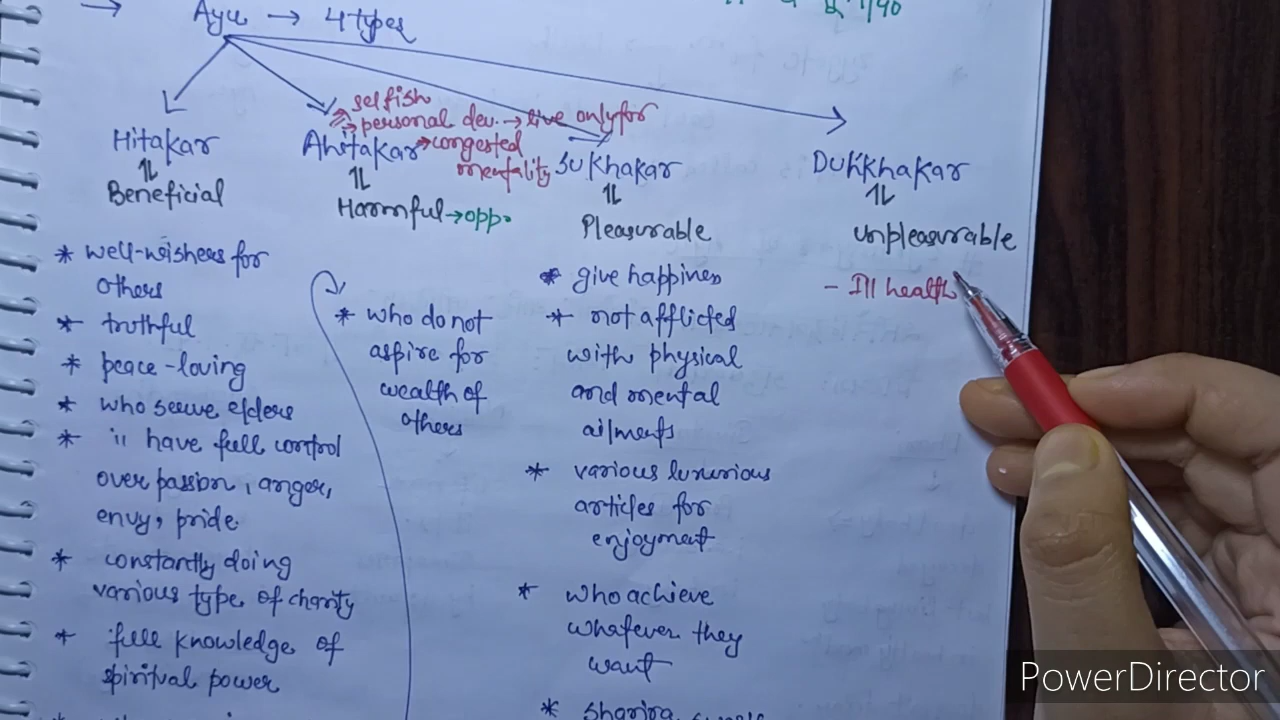 → Ayu → 4 types
1/40
Hitakar
⇅
Beneficial
* well-wishers for
others
* truthful
* peace-loving
* who serve elders
* " have full control
over passion, anger,
envy, pride
* constantly doing
various type of charity
* full knowledge of
spiritual power
→ selfish
→ personal dev. → live only for
Ahitakar → congested
mentality
⇅
Harmful → oppo
* who do not
aspire for
wealth of
others
Sukhakar
⇅
Pleasurable
* give happiness
* not afflicted
with physical
and mental
ailments
* various luxurious
articles for
enjoyment
* who achieve
whatever they
want
* sharira
Dukkhakar
⇅
unpleasurable
- Ill health
PowerDirector